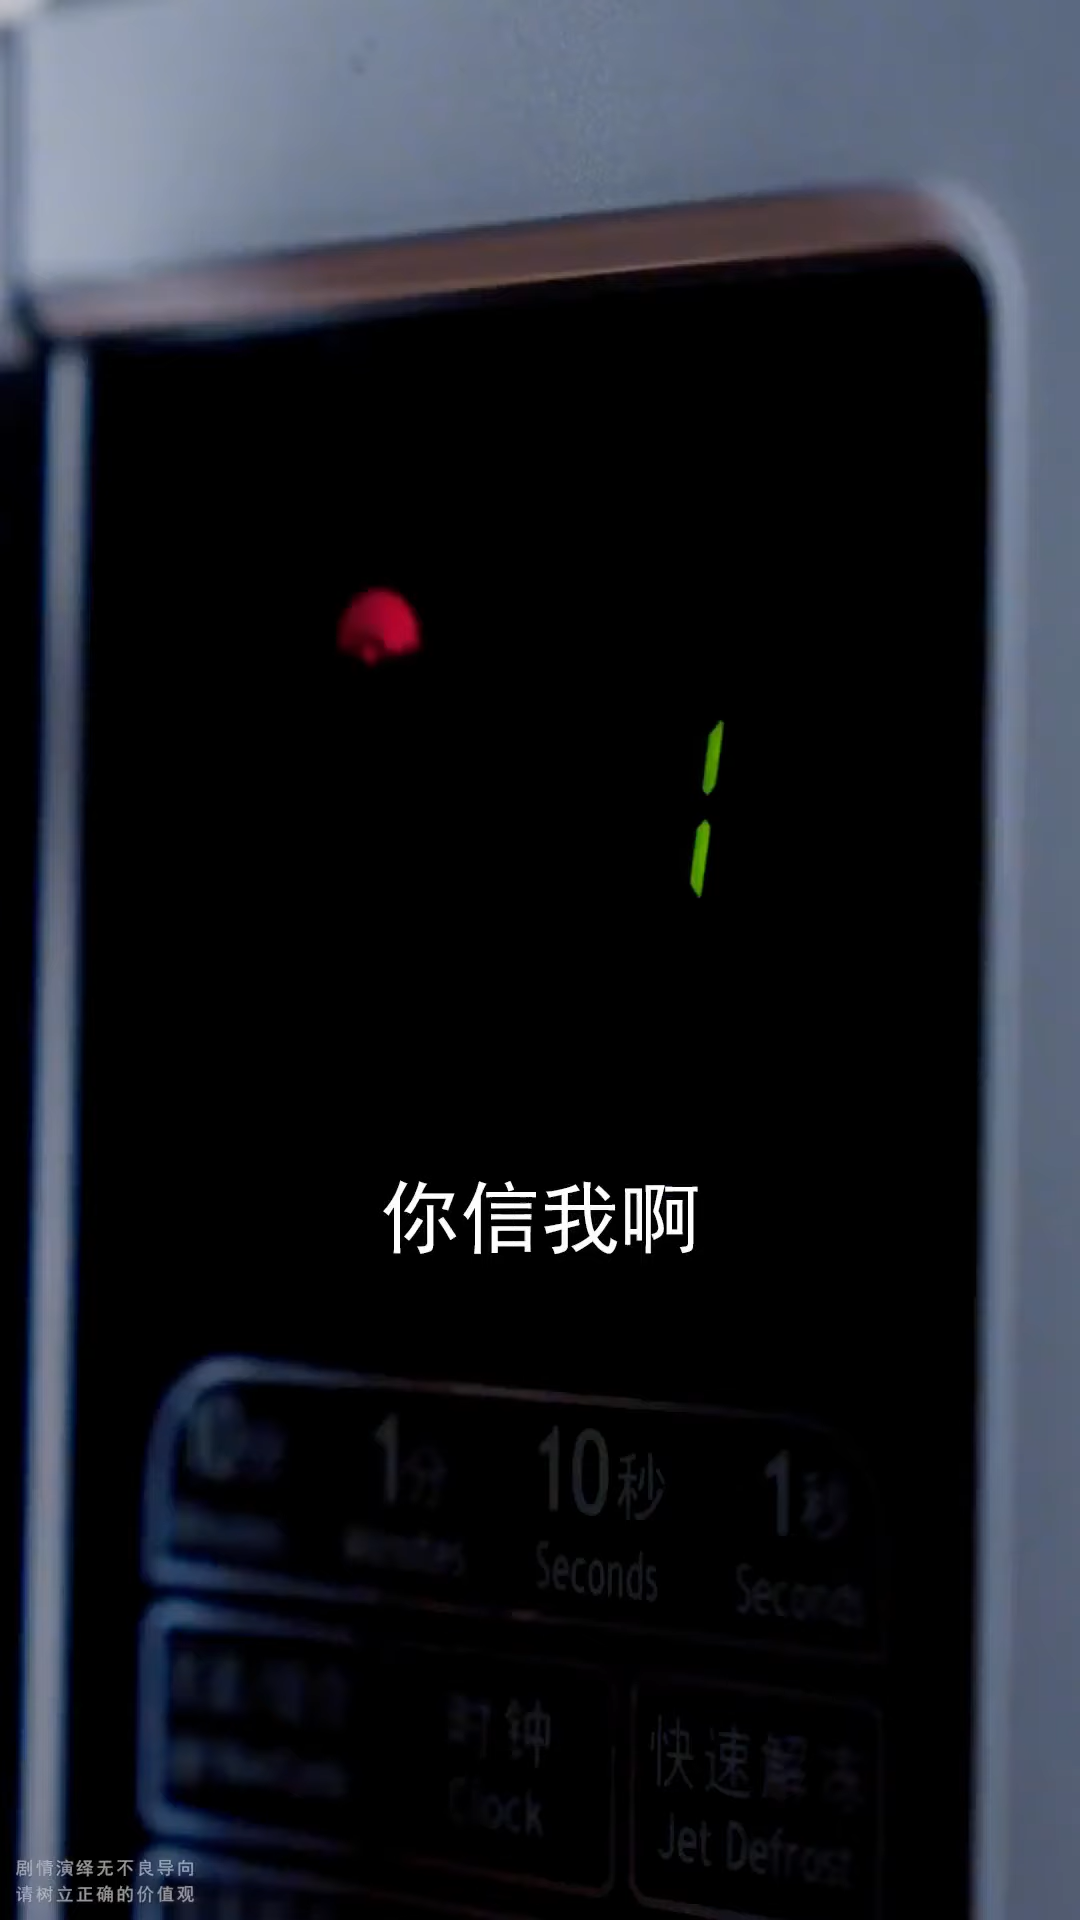 1
你信我啊
1分
minutes
10秒
Seconds
1秒
Seconds
时钟
Clock
快速解冻
Jet Defrost
剧情演绎无不良导向
请树立正确的价值观